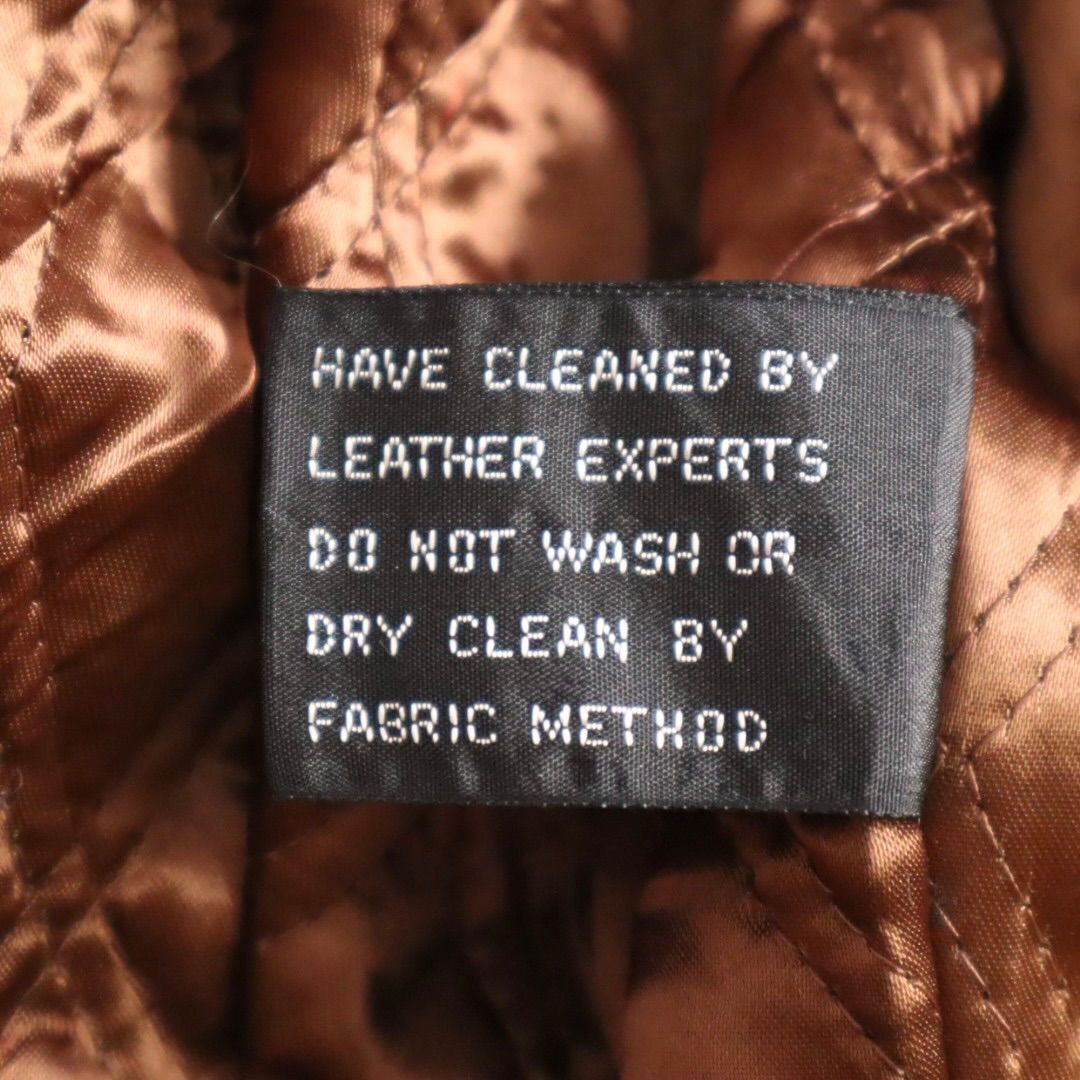 HAVE CLEANED BY
LEATHER EXPERTS
DO NOT WASH OR
DRY CLEAN BY
FABRIC METHOD